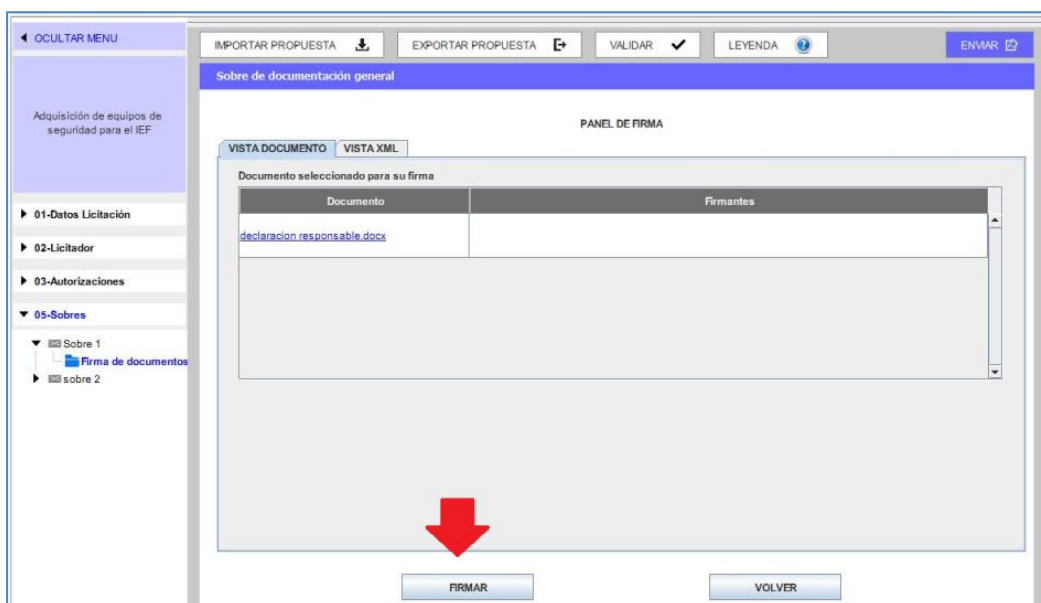 OCULTAR MENU
IMPORTAR PROPUESTA
EXPORTAR PROPUESTA
VALIDAR
LEYENDA
ENVIAR
Sobre de documentación general
Adquisición de equipos de
seguridad para el IEF
PANEL DE FIRMA
VISTA DOCUMENTO
VISTA XML
Documento seleccionado para su firma
Documento
Firmantes
declaracion responsable.docx
01-Datos Licitación
02-Licitador
03-Autorizaciones
05-Sobres
Sobre 1
Firma de documentos
sobre 2
FIRMAR
VOLVER